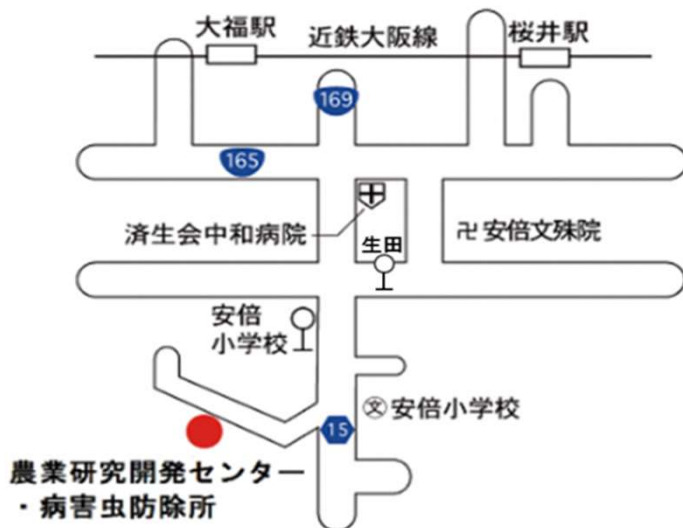 大福駅
近鉄大阪線
桜井駅
169
165
済生会中和病院
生田
卍安倍文殊院
安倍
小学校
文安倍小学校
15
農業研究開発センター
・病害虫防除所